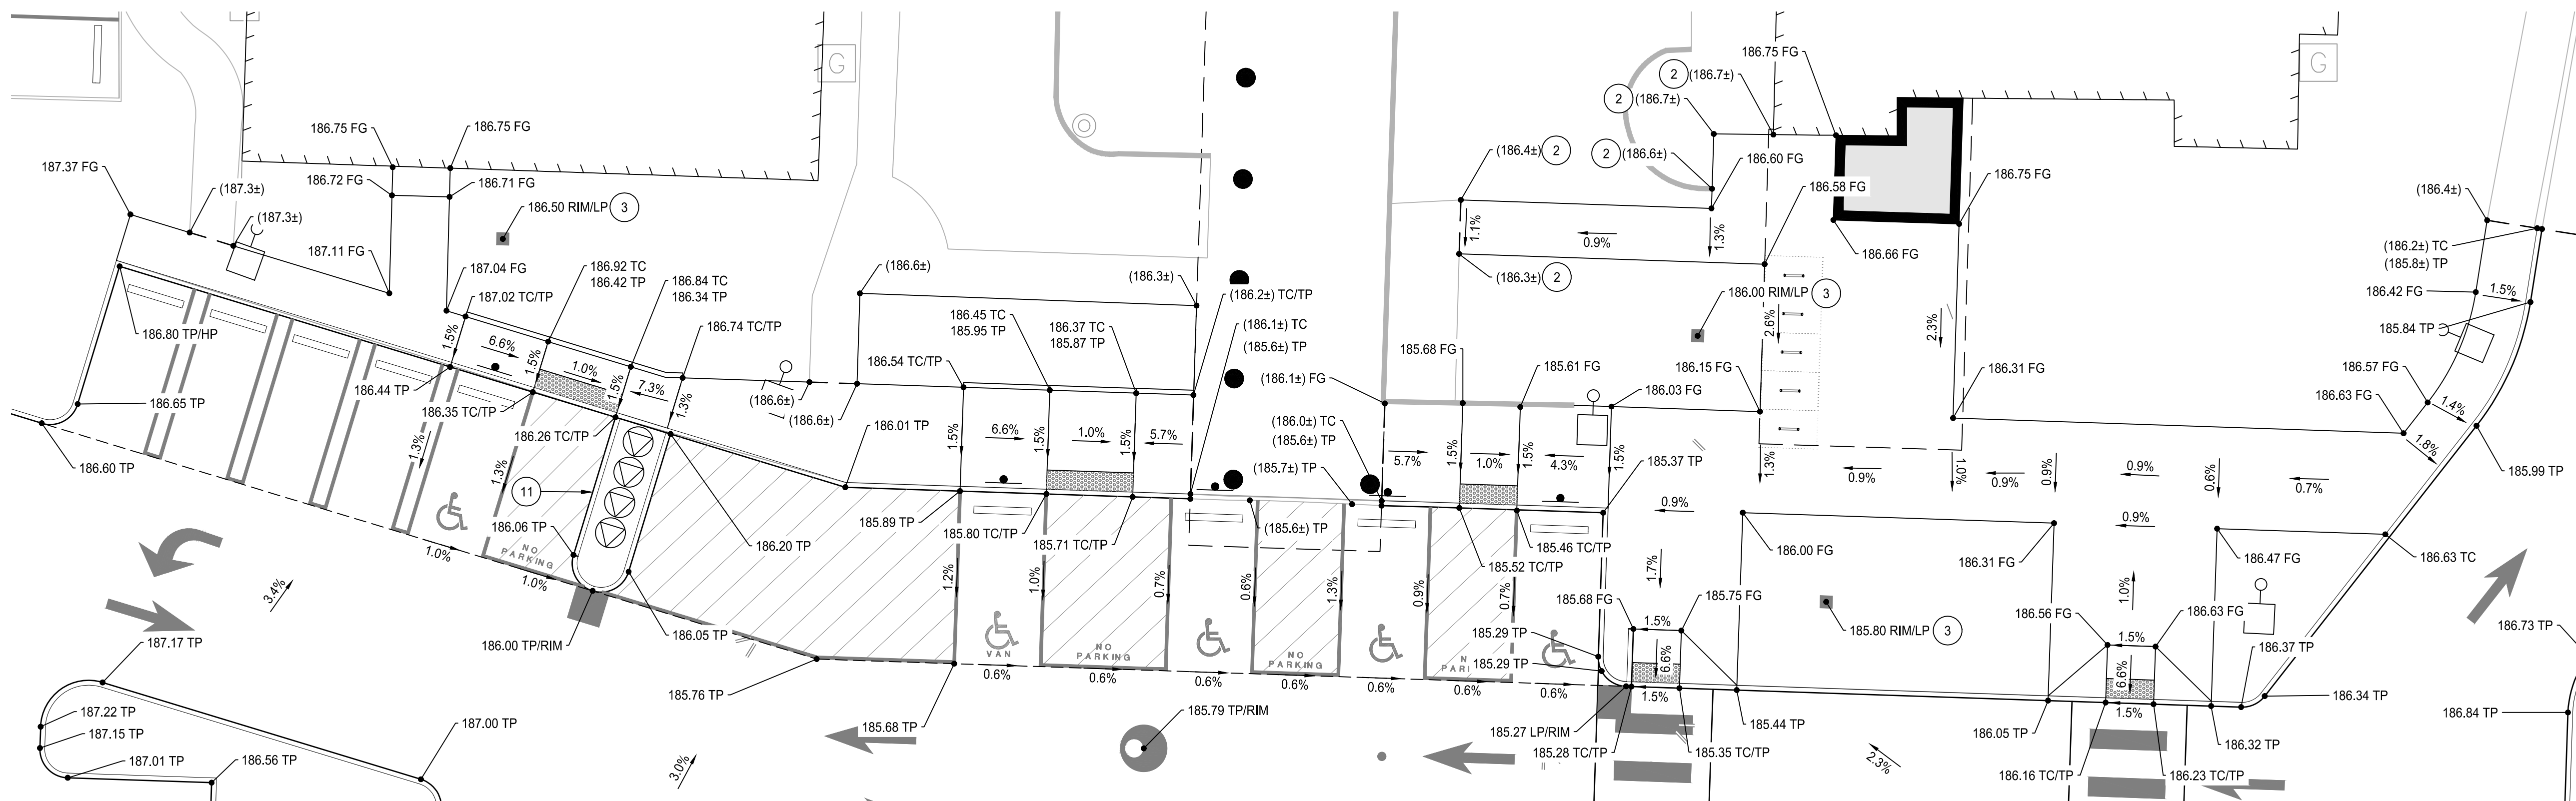 G
G
186.75 FG
2
(186.7±)
2
(186.7±)
186.75 FG
186.75 FG
187.37 FG
(186.4±)
2
2
(186.6±)
186.60 FG
186.75 FG
186.72 FG
186.71 FG
(187.3±)
186.58 FG
(186.4±)
186.50 RIM/LP
3
(187.3±)
1.1%
0.9%
1.3%
186.66 FG
(186.2±) TC
(185.8±) TP
187.11 FG
187.04 FG
186.92 TC
186.42 TP
186.84 TC
186.34 TP
(186.6±)
(186.3±)
(186.3±)
2
186.42 FG
1.5%
187.02 TC/TP
(186.2±) TC/TP
186.00 RIM/LP
3
186.80 TP/HP
186.74 TC/TP
186.45 TC
185.95 TP
186.37 TC
185.87 TP
(186.1±) TC
(185.6±) TP
2.6%
2.3%
185.84 TP
1.5%
6.6%
1.5%
1.0%
1.5%
7.3%
1.3%
186.54 TC/TP
185.68 FG
185.61 FG
186.15 FG
186.31 FG
186.57 FG
186.44 TP
(186.1±) FG
186.03 FG
186.63 FG
1.4%
186.65 TP
186.35 TC/TP
(186.6±)
(186.6±)
186.01 TP
(186.0±) TC
(185.6±) TP
1.8%
186.26 TC/TP
1.3%
1.5%
6.6%
1.5%
1.0%
1.5%
5.7%
5.7%
1.5%
1.0%
1.5%
4.3%
1.5%
185.37 TP
186.60 TP
1.3%
(185.7±) TP
1.3%
0.9%
1.0%
0.9%
0.9%
0.9%
0.6%
0.7%
185.99 TP
11
186.06 TP
186.20 TP
185.89 TP
185.80 TC/TP
185.71 TC/TP
(185.6±) TP
185.46 TC/TP
185.52 TC/TP
0.9%
186.00 FG
186.31 FG
0.9%
186.47 FG
186.63 TC
1.0%
NO
PARKING
1.0%
3.4%
1.2%
1.0%
0.7%
0.6%
1.3%
0.9%
0.7%
1.7%
1.0%
185.68 FG
185.75 FG
186.56 FG
186.63 FG
187.17 TP
186.00 TP/RIM
186.05 TP
VAN
NO
PARKING
NO
PARKING
185.29 TP
185.29 TP
1.5%
6.6%
185.80 RIM/LP
3
1.5%
6.6%
186.37 TP
186.73 TP
185.76 TP
0.6%
0.6%
0.6%
0.6%
0.6%
0.6%
0.6%
1.5%
1.5%
186.34 TP
187.22 TP
187.15 TP
187.00 TP
185.68 TP
185.79 TP/RIM
185.27 LP/RIM
185.28 TC/TP
185.44 TP
185.35 TC/TP
186.05 TP
186.32 TP
186.84 TP
187.01 TP
186.56 TP
3.0%
2.3%
186.16 TC/TP
186.23 TC/TP